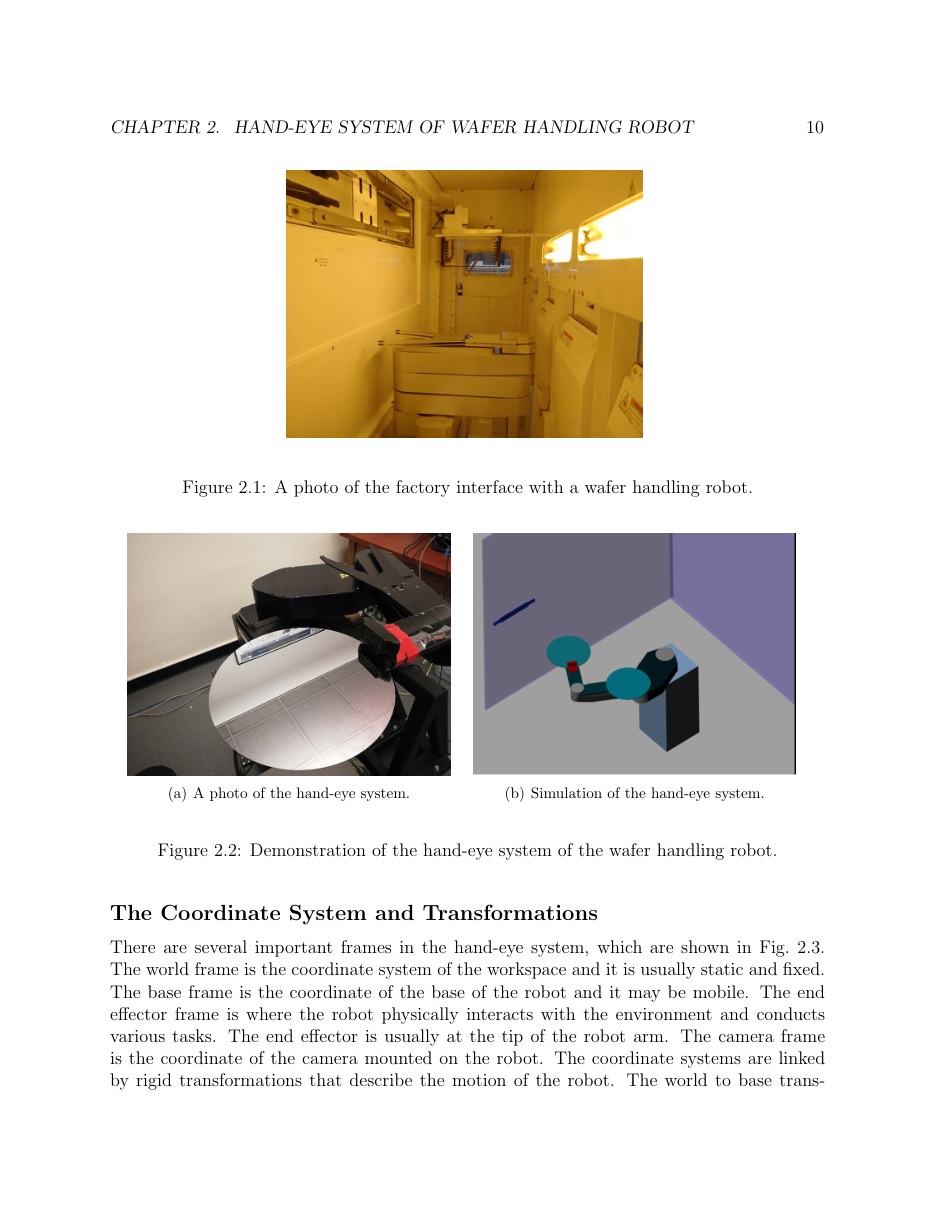 CHAPTER 2. HAND-EYE SYSTEM OF WAFER HANDLING ROBOT 10
Figure 2.1: A photo of the factory interface with a wafer handling robot.
(a) A photo of the hand-eye system.
(b) Simulation of the hand-eye system.
Figure 2.2: Demonstration of the hand-eye system of the wafer handling robot.
The Coordinate System and Transformations
There are several important frames in the hand-eye system, which are shown in Fig. 2.3.
The world frame is the coordinate system of the workspace and it is usually static and fixed.
The base frame is the coordinate of the base of the robot and it may be mobile. The end
effector frame is where the robot physically interacts with the environment and conducts
various tasks. The end effector is usually at the tip of the robot arm. The camera frame
is the coordinate of the camera mounted on the robot. The coordinate systems are linked
by rigid transformations that describe the motion of the robot. The world to base trans-